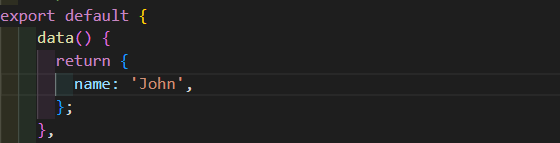 export default {
    data() {
      return {
        name: 'John',
      };
    },